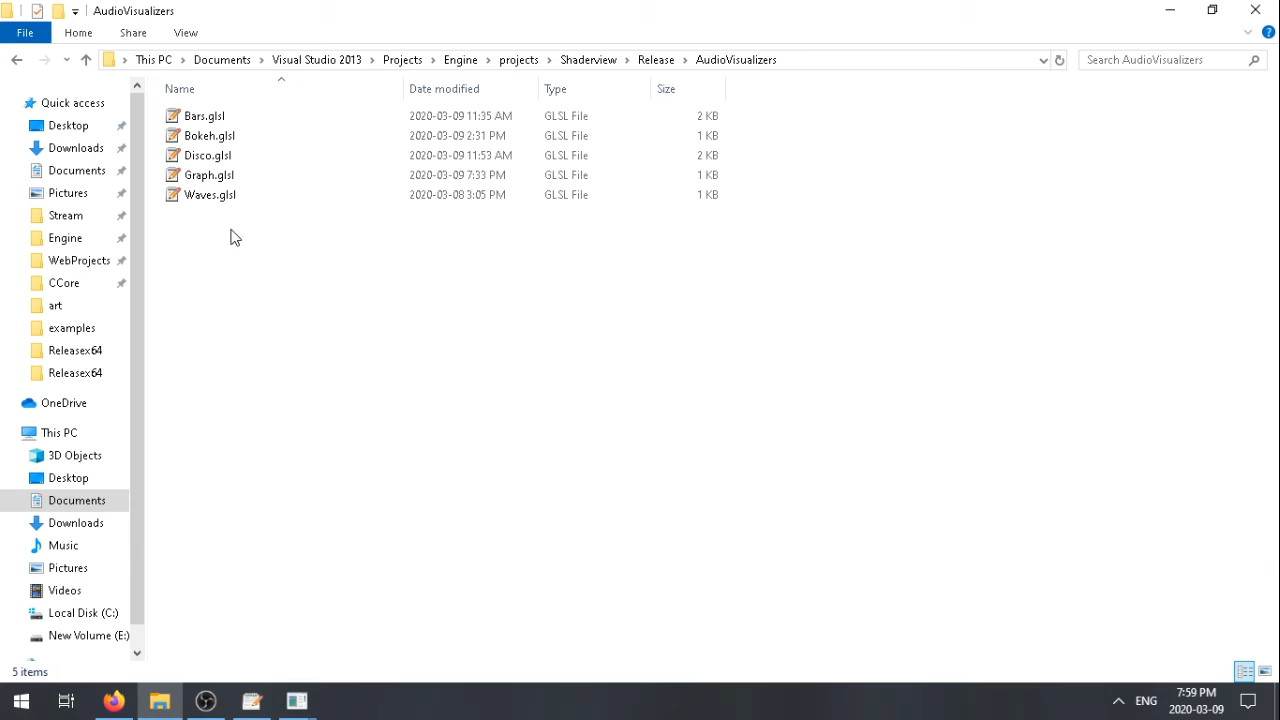 AudioVisualizers
File Home Share View
This PC Documents Visual Studio 2013 Projects Engine projects Shaderview Release AudioVisualizers Search AudioVisualizers
Name Date modified Type Size
Bars.glsl 2020-03-09 11:35 AM GLSL File 2 KB
Bokeh.glsl 2020-03-09 2:31 PM GLSL File 1 KB
Disco.glsl 2020-03-09 11:53 AM GLSL File 2 KB
Graph.glsl 2020-03-09 7:33 PM GLSL File 1 KB
Waves.glsl 2020-03-08 3:05 PM GLSL File 1 KB
Quick access
Desktop
Downloads
Documents
Pictures
Stream
Engine
WebProjects
CCore
art
examples
Releasex64
Releasex64
OneDrive
This PC
3D Objects
Desktop
Documents
Downloads
Music
Pictures
Videos
Local Disk (C:)
New Volume (E:)
5 items
ENG
7:59 PM
2020-03-09